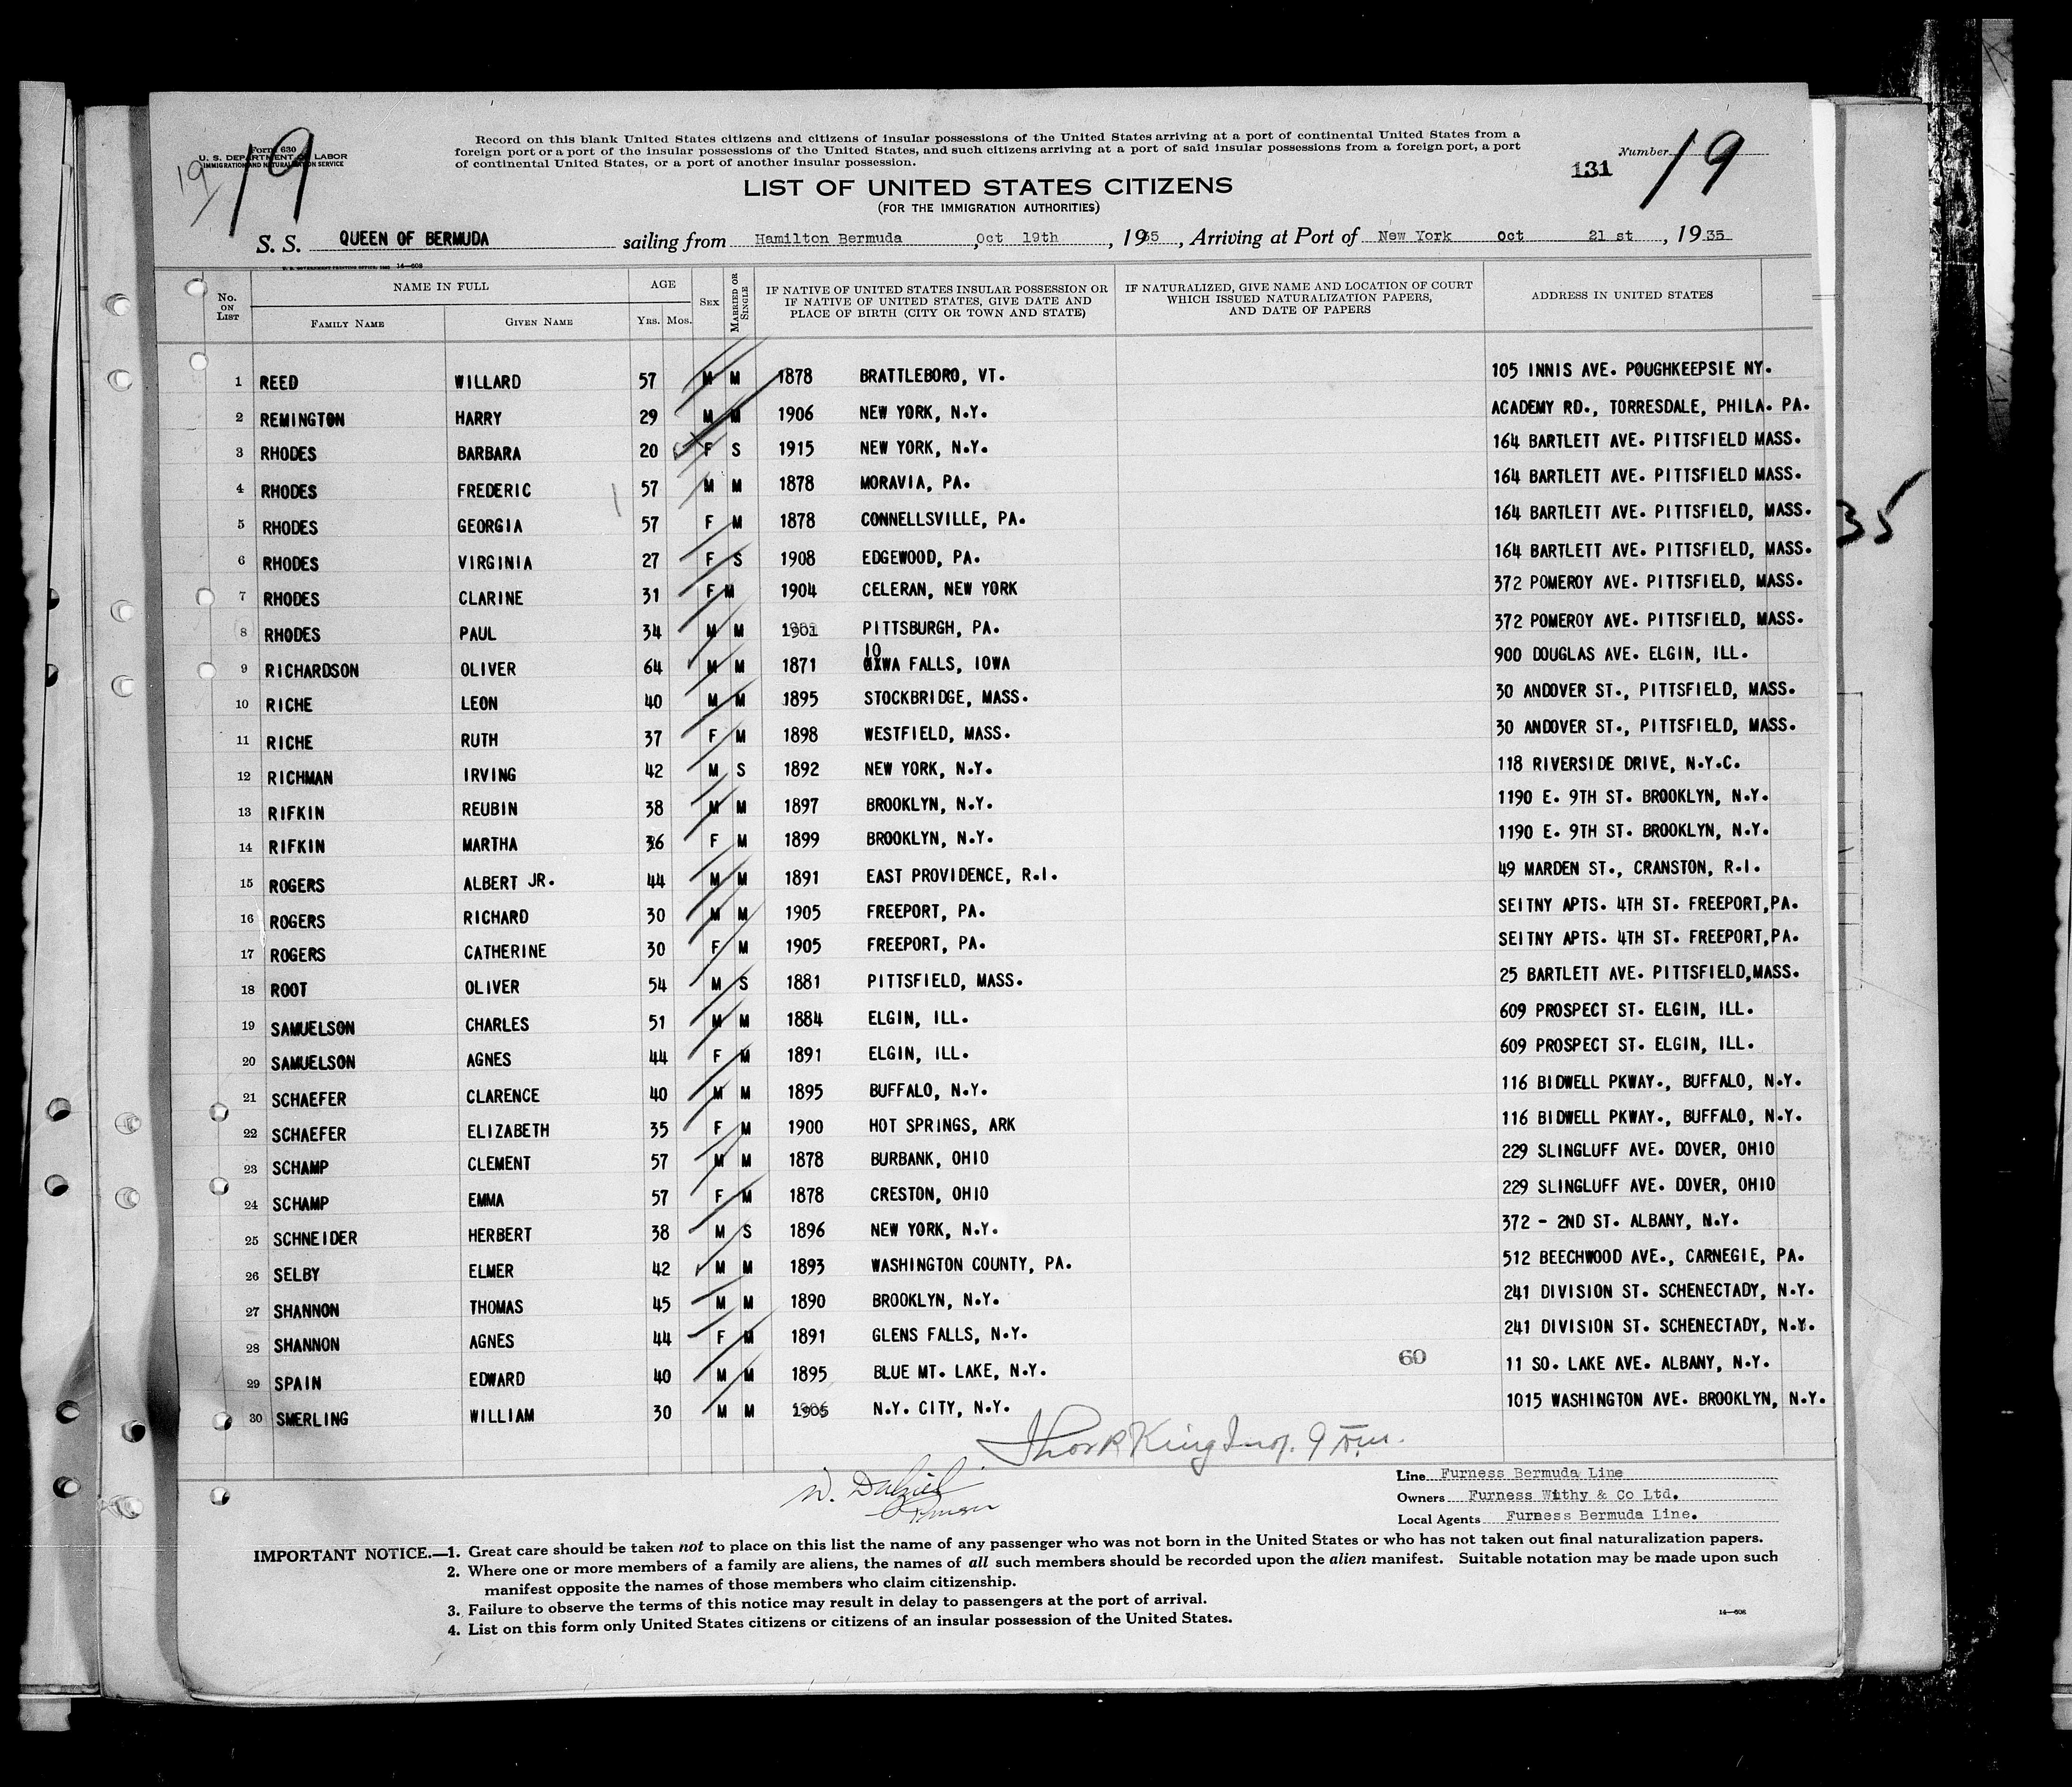 Form 630
U. S. DEPARTMENT OF LABOR
IMMIGRATION AND NATURALIZATION SERVICE
19
19
Record on this blank United States citizens and citizens of insular possessions of the United States arriving at a port of continental United States from a
foreign port or a port of the insular possessions of the United States, and such citizens arriving at a port of said insular possessions from a foreign port, a port
of continental United States, or a port of another insular possession.
131
Number 19
LIST OF UNITED STATES CITIZENS
(FOR THE IMMIGRATION AUTHORITIES)
S. S. QUEEN OF BERMUDA sailing from Hamilton Bermuda, Oct 19th, 1935, Arriving at Port of New York Oct 21 st, 1935
No. ON LIST NAME IN FULL FAMILY NAME GIVEN NAME AGE YRS. MOS. SEX MARRIED OR SINGLE IF NATIVE OF UNITED STATES INSULAR POSSESSION OR IF NATIVE OF UNITED STATES, GIVE DATE AND PLACE OF BIRTH (CITY OR TOWN AND STATE) IF NATURALIZED, GIVE NAME AND LOCATION OF COURT WHICH ISSUED NATURALIZATION PAPERS, AND DATE OF PAPERS ADDRESS IN UNITED STATES
1 REED WILLARD 57 M M 1878 BRATTLEBORO, VT. 105 INNIS AVE. POUGHKEEPSIE NY.
2 REMINGTON HARRY 29 M M 1906 NEW YORK, N.Y. ACADEMY RD., TORRESDALE, PHILA. PA.
3 RHODES BARBARA 20 F S 1915 NEW YORK, N.Y. 164 BARTLETT AVE. PITTSFIELD MASS.
4 RHODES FREDERIC 57 M M 1878 MORAVIA, PA. 164 BARTLETT AVE. PITTSFIELD MASS.
5 RHODES GEORGIA 57 F M 1878 CONNELLSVILLE, PA. 164 BARTLETT AVE. PITTSFIELD, MASS.
6 RHODES VIRGINIA 27 F S 1908 EDGEWOOD, PA. 164 BARTLETT AVE. PITTSFIELD, MASS.
7 RHODES CLARINE 31 F M 1904 CELERAN, NEW YORK 372 POMEROY AVE. PITTSFIELD, MASS.
8 RHODES PAUL 34 M M 1901 PITTSBURGH, PA. 372 POMEROY AVE. PITTSFIELD, MASS.
9 RICHARDSON OLIVER 64 M M 1871 IOWA FALLS, IOWA 900 DOUGLAS AVE. ELGIN, ILL.
10 RICHE LEON 40 M M 1895 STOCKBRIDGE, MASS. 30 ANDOVER ST., PITTSFIELD, MASS.
11 RICHE RUTH 37 F M 1898 WESTFIELD, MASS. 30 ANDOVER ST., PITTSFIELD, MASS.
12 RICHMAN IRVING 42 M S 1892 NEW YORK, N.Y. 118 RIVERSIDE DRIVE, N.Y.C.
13 RIFKIN REUBIN 38 M M 1897 BROOKLYN, N.Y. 1190 E. 9TH ST. BROOKLYN, N.Y.
14 RIFKIN MARTHA 36 F M 1899 BROOKLYN, N.Y. 1190 E. 9TH ST. BROOKLYN, N.Y.
15 ROGERS ALBERT JR. 44 M M 1891 EAST PROVIDENCE, R.I. 49 MARDEN ST., CRANSTON, R.I.
16 ROGERS RICHARD 30 M M 1905 FREEPORT, PA. SEITNY APTS. 4TH ST. FREEPORT,PA.
17 ROGERS CATHERINE 30 F M 1905 FREEPORT, PA. SEITNY APTS. 4TH ST. FREEPORT,PA.
18 ROOT OLIVER 54 M S 1881 PITTSFIELD, MASS. 25 BARTLETT AVE. PITTSFIELD,MASS.
19 SAMUELSON CHARLES 51 M M 1884 ELGIN, ILL. 609 PROSPECT ST. ELGIN, ILL.
20 SAMUELSON AGNES 44 F M 1891 ELGIN, ILL. 609 PROSPECT ST. ELGIN, ILL.
21 SCHAEFER CLARENCE 40 M M 1895 BUFFALO, N.Y. 116 BIDWELL PKWAY., BUFFALO, N.Y.
22 SCHAEFER ELIZABETH 35 F M 1900 HOT SPRINGS, ARK 116 BIDWELL PKWAY., BUFFALO, N.Y.
23 SCHAMP CLEMENT 57 M M 1878 BURBANK, OHIO 229 SLINGLUFF AVE. DOVER, OHIO
24 SCHAMP EMMA 57 F M 1878 CRESTON, OHIO 229 SLINGLUFF AVE. DOVER, OHIO
25 SCHNEIDER HERBERT 38 M S 1896 NEW YORK, N.Y. 372 - 2ND ST. ALBANY, N.Y.
26 SELBY ELMER 42 M M 1893 WASHINGTON COUNTY, PA. 512 BEECHWOOD AVE., CARNEGIE, PA.
27 SHANNON THOMAS 45 M M 1890 BROOKLYN, N.Y. 241 DIVISION ST. SCHENECTADY, N.Y.
28 SHANNON AGNES 44 F M 1891 GLENS FALLS, N.Y. 241 DIVISION ST. SCHENECTADY, N.Y.
29 SPAIN EDWARD 40 M M 1895 BLUE MT. LAKE, N.Y. 60 11 SO. LAKE AVE. ALBANY, N.Y.
30 SMERLING WILLIAM 30 M M 1905 N.Y. CITY, N.Y. 1015 WASHINGTON AVE. BROOKLYN, N.Y.
35
Line Furness Bermuda Line
Owners Furness Withy & Co Ltd.
Local Agents Furness Bermuda Line.
IMPORTANT NOTICE.—1. Great care should be taken not to place on this list the name of any passenger who was not born in the United States or who has not taken out final naturalization papers.
2. Where one or more members of a family are aliens, the names of all such members should be recorded upon the alien manifest. Suitable notation may be made upon such
manifest opposite the names of those members who claim citizenship.
3. Failure to observe the terms of this notice may result in delay to passengers at the port of arrival.
4. List on this form only United States citizens or citizens of an insular possession of the United States.
14—608